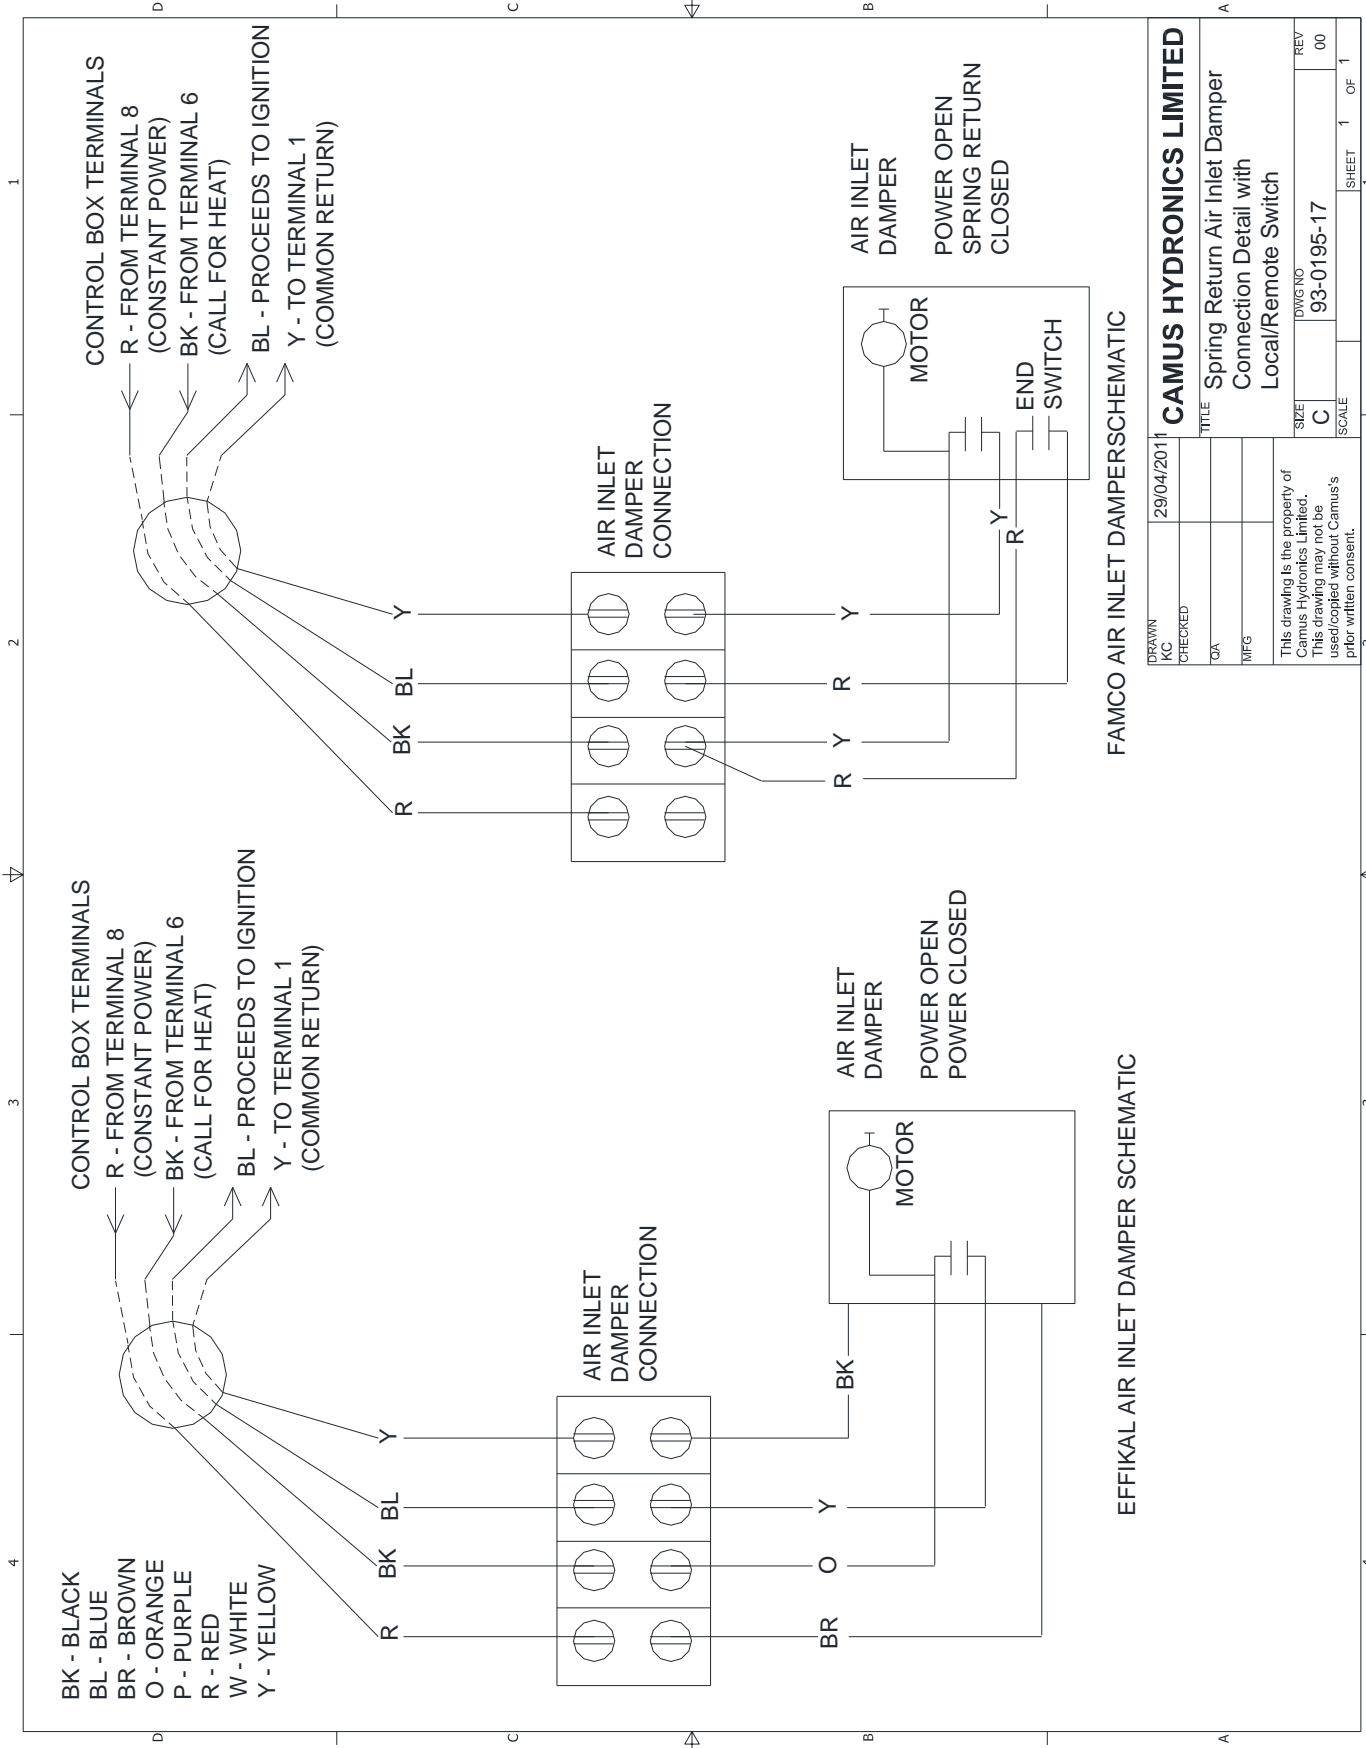 BK - BLACK
BL - BLUE
BR - BROWN
O - ORANGE
P - PURPLE
R - RED
W - WHITE
Y - YELLOW
CONTROL BOX TERMINALS
R - FROM TERMINAL 8
(CONSTANT POWER)
BK - FROM TERMINAL 6
(CALL FOR HEAT)
BL - PROCEEDS TO IGNITION
Y - TO TERMINAL 1
(COMMON RETURN)
R
BK
BL
Y
AIR INLET
DAMPER
CONNECTION
BR
O
Y
BK
MOTOR
AIR INLET
DAMPER
POWER OPEN
POWER CLOSED
EFFIKAL AIR INLET DAMPER SCHEMATIC
CONTROL BOX TERMINALS
R - FROM TERMINAL 8
(CONSTANT POWER)
BK - FROM TERMINAL 6
(CALL FOR HEAT)
BL - PROCEEDS TO IGNITION
Y - TO TERMINAL 1
(COMMON RETURN)
R
BK
BL
Y
AIR INLET
DAMPER
CONNECTION
R
Y
R
Y
Y
R
MOTOR
END
SWITCH
AIR INLET
DAMPER
POWER OPEN
SPRING RETURN
CLOSED
FAMCO AIR INLET DAMPERSCHEMATIC
DRAWN
KC
29/04/2011
CHECKED
QA
MFG
This drawing is the property of
Camus Hydronics Limited.
This drawing may not be
used/copied without Camus's
prior written consent.
CAMUS HYDRONICS LIMITED
TITLE
Spring Return Air Inlet Damper
Connection Detail with
Local/Remote Switch
SIZE
C
DWG NO
93-0195-17
REV
00
SCALE
SHEET 1 OF 1
4
3
2
1
D
C
B
A
D
C
B
A